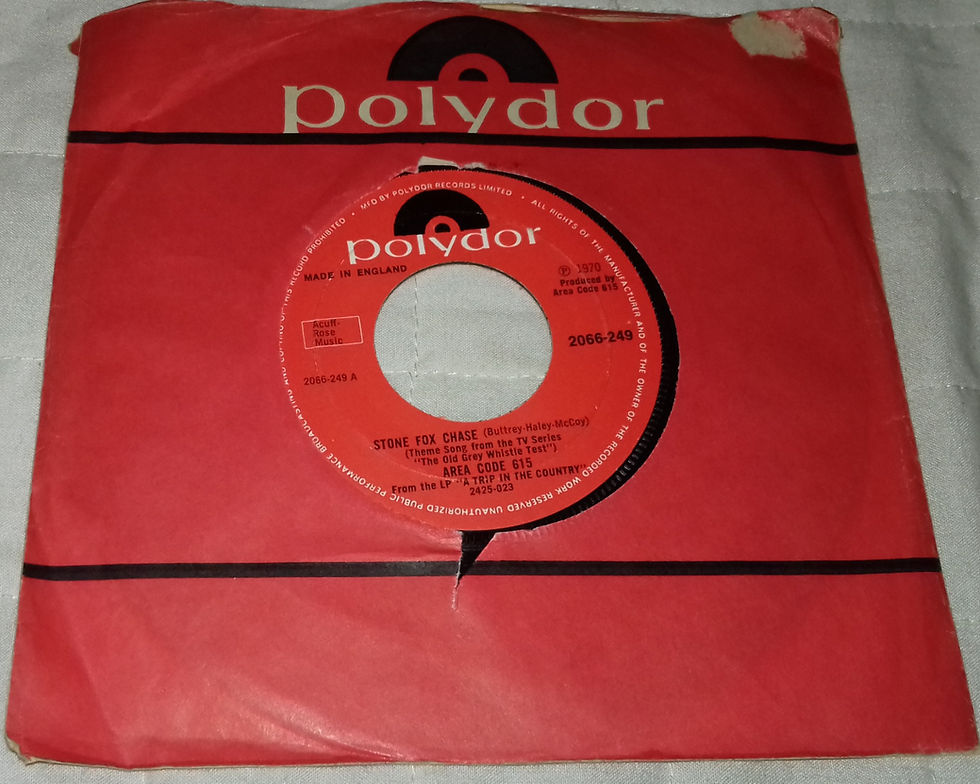 polydor
MFD BY POLYDOR RECORDS LIMITED • ALL RIGHTS OF THE MANUFACTURER AND OF THE OWNER OF THE RECORDED WORK RESERVED UNAUTHORIZED PUBLIC PERFORMANCE BROADCASTING AND COPYING OF THIS RECORD PROHIBITED •
polydor
MADE IN ENGLAND
℗ 1970
Produced by
Area Code 615
Acuff-
Rose
Music
2066-249
2066-249 A
STONE FOX CHASE (Buttrey-Haley-McCoy)
(Theme Song from the TV Series
"The Old Grey Whistle Test")
AREA CODE 615
From the LP "A TRIP IN THE COUNTRY"
2425-023